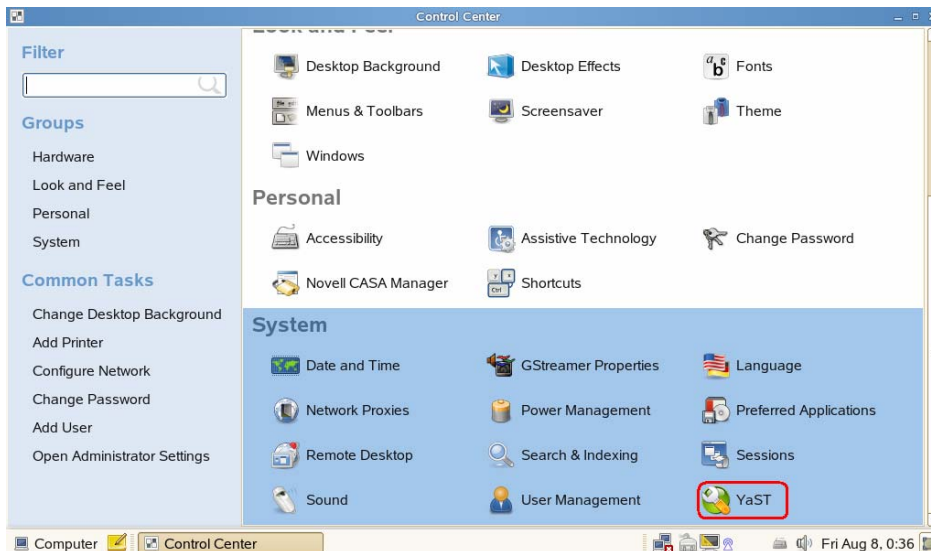 Control Center
Filter
Groups
Hardware
Look and Feel
Personal
System
Common Tasks
Change Desktop Background
Add Printer
Configure Network
Change Password
Add User
Open Administrator Settings
Look and Feel
Desktop Background
Desktop Effects
Fonts
Menus & Toolbars
Screensaver
Theme
Windows
Personal
Accessibility
Assistive Technology
Change Password
Novell CASA Manager
Shortcuts
System
Date and Time
GStreamer Properties
Language
Network Proxies
Power Management
Preferred Applications
Remote Desktop
Search & Indexing
Sessions
Sound
User Management
YaST
Computer
Control Center
Fri Aug 8, 0:36